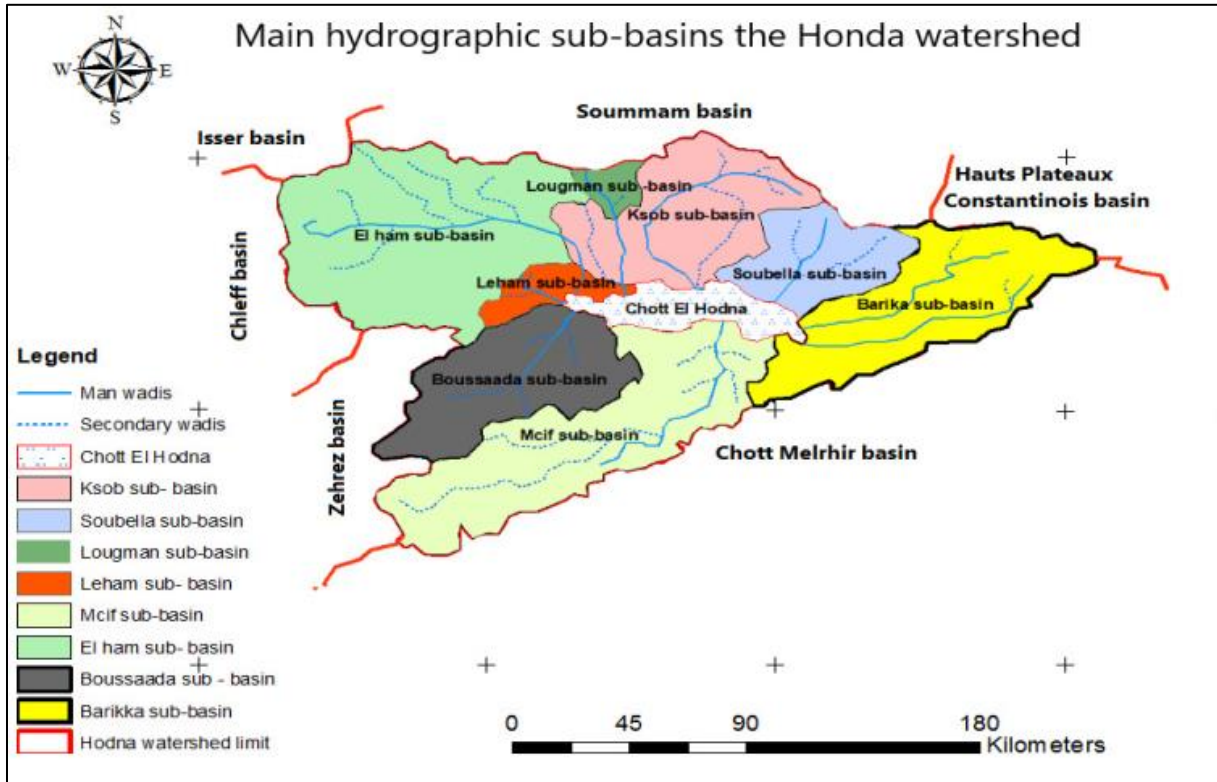 Main hydrographic sub-basins the Honda watershed
N
W
E
S
Soummam basin
Isser basin
Hauts Plateaux
Constantinois basin
Lougman sub-basin
Ksob sub-basin
El ham sub-basin
Soubella sub-basin
Leham sub-basin
Barika sub-basin
Chott El Hodna
Chleff basin
Boussaada sub-basin
Mcif sub-basin
Chott Melrhir basin
Zehrez basin
Legend
Man wadis
Secondary wadis
Chott El Hodna
Ksob sub- basin
Soubella sub-basin
Lougman sub-basin
Leham sub- basin
Mcif sub-basin
El ham sub- basin
Boussaada sub - basin
Barikka sub-basin
Hodna watershed limit
0 45 90 180
Kilometers